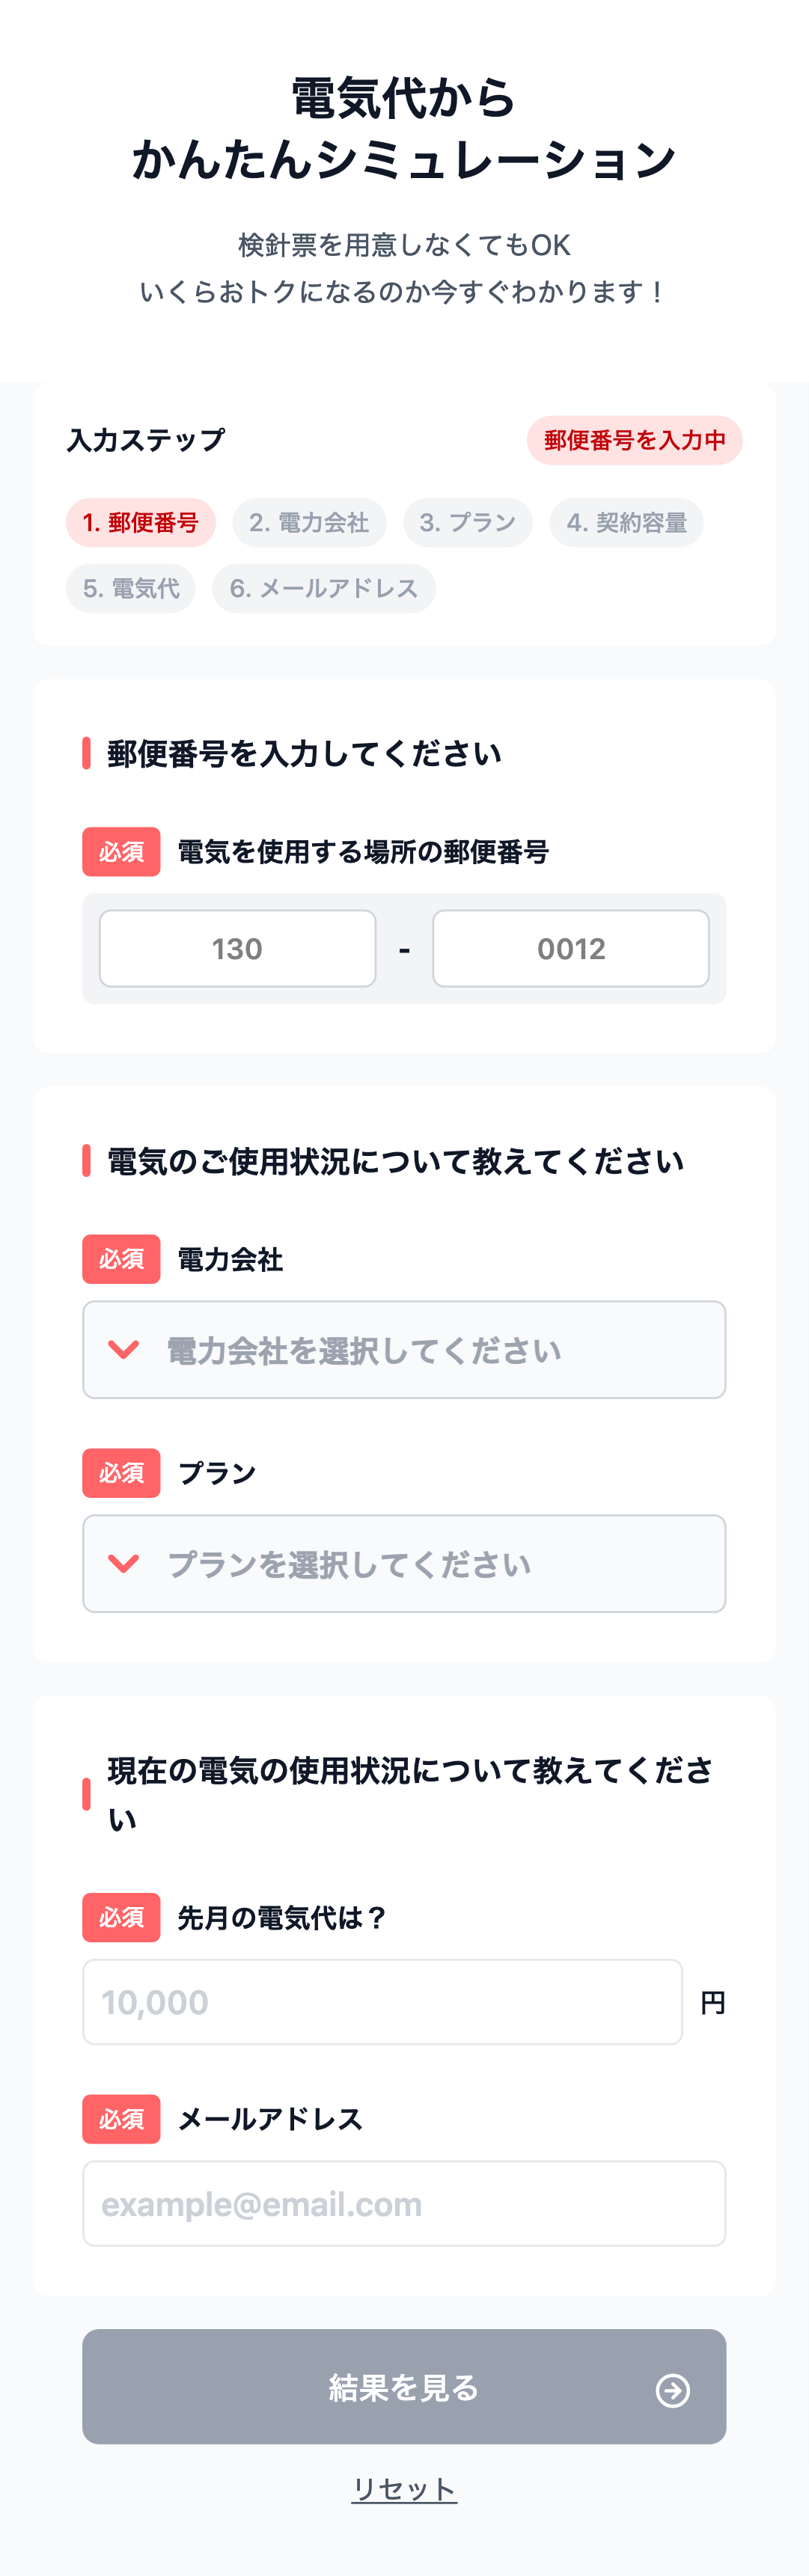 電気代から
かんたんシミュレーション
検針票を用意しなくてもOK
いくらおトクになるのか今すぐわかります！
入力ステップ
郵便番号を入力中
1. 郵便番号
2. 電力会社
3. プラン
4. 契約容量
5. 電気代
6. メールアドレス
郵便番号を入力してください
必須 電気を使用する場所の郵便番号
130 - 0012
電気のご使用状況について教えてください
必須 電力会社
電力会社を選択してください
必須 プラン
プランを選択してください
現在の電気の使用状況について教えてくださ
い
必須 先月の電気代は？
10,000 円
必須 メールアドレス
example@email.com
結果を見る
リセット